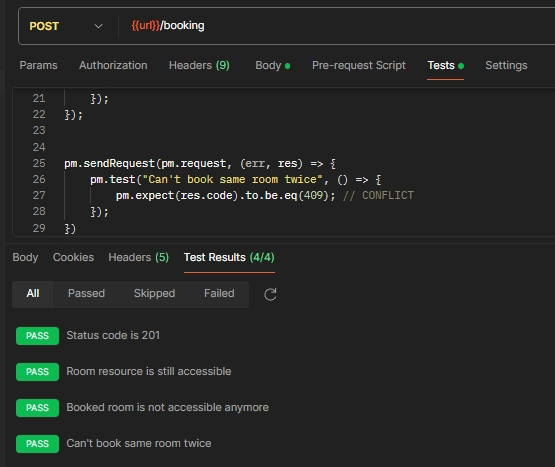 POST {{url}}/booking
Params Authorization Headers (9) Body Pre-request Script Tests Settings
21 });
22 });
23
24
25 pm.sendRequest(pm.request, (err, res) => {
26 pm.test("Can't book same room twice", () => {
27 pm.expect(res.code).to.be.eq(409); // CONFLICT
28 });
29 })
Body Cookies Headers (5) Test Results (4/4)
All Passed Skipped Failed
PASS Status code is 201
PASS Room resource is still accessible
PASS Booked room is not accessible anymore
PASS Can't book same room twice